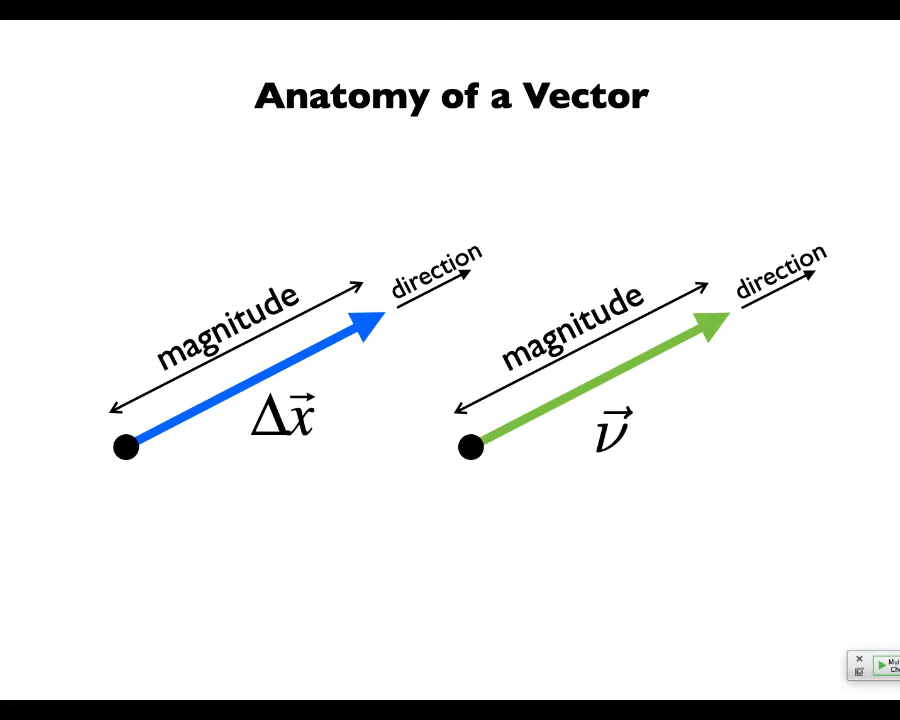 Anatomy of a Vector
magnitude
direction
Δx⃗
magnitude
direction
ν⃗